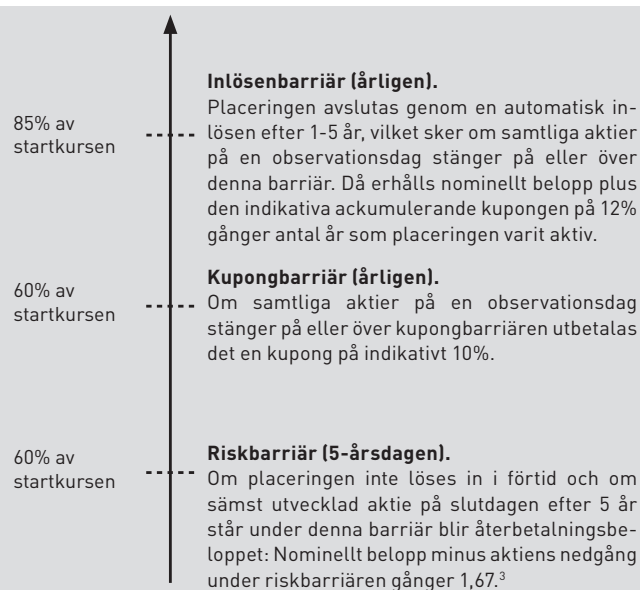 85% av
startkursen
Inlösenbarriär (årligen).
Placeringen avslutas genom en automatisk in-
lösen efter 1-5 år, vilket sker om samtliga aktier
på en observationsdag stänger på eller över
denna barriär. Då erhålls nominellt belopp plus
den indikativa ackumulerande kupongen på 12%
gånger antal år som placeringen varit aktiv.
60% av
startkursen
Kupongbarriär (årligen).
Om samtliga aktier på en observationsdag
stänger på eller över kupongbarriären utbetalas
det en kupong på indikativt 10%.
60% av
startkursen
Riskbarriär (5-årsdagen).
Om placeringen inte löses in i förtid och om
sämst utvecklad aktie på slutdagen efter 5 år
står under denna barriär blir återbetalningsbe-
loppet: Nominellt belopp minus aktiens nedgång
under riskbarriären gånger 1,67.³